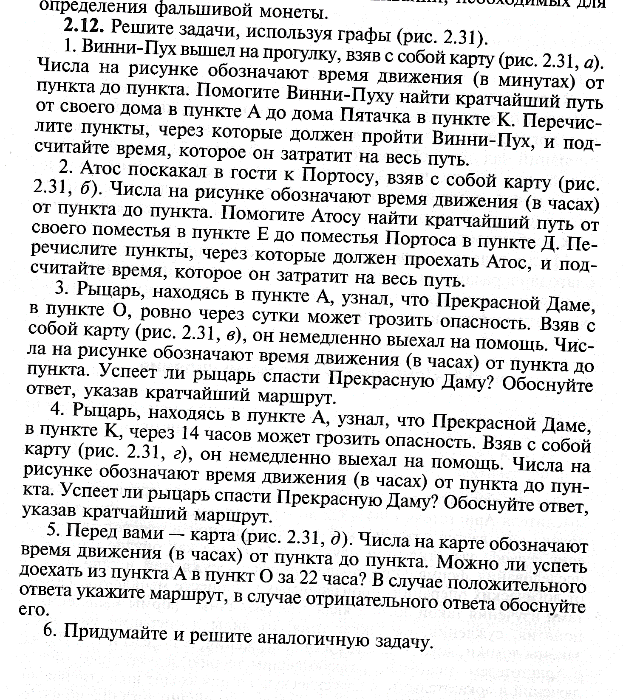 определения фальшивой монеты.
2.12. Решите задачи, используя графы (рис. 2.31).
1. Винни-Пух вышел на прогулку, взяв с собой карту (рис. 2.31, а).
Числа на рисунке обозначают время движения (в минутах) от
пункта до пункта. Помогите Винни-Пуху найти кратчайший путь
от своего дома в пункте А до дома Пятачка в пункте К. Перечис-
лите пункты, через которые должен пройти Винни-Пух, и под-
считайте время, которое он затратит на весь путь.
2. Атос поскакал в гости к Портосу, взяв с собой карту (рис.
2.31, б). Числа на рисунке обозначают время движения (в часах)
от пункта до пункта. Помогите Атосу найти кратчайший путь от
своего поместья в пункте Е до поместья Портоса в пункте Д. Пе-
речислите пункты, через которые должен проехать Атос, и под-
считайте время, которое он затратит на весь путь.
3. Рыцарь, находясь в пункте А, узнал, что Прекрасной Даме,
в пункте О, ровно через сутки может грозить опасность. Взяв с
собой карту (рис. 2.31, в), он немедленно выехал на помощь. Чис-
ла на рисунке обозначают время движения (в часах) от пункта до
пункта. Успеет ли рыцарь спасти Прекрасную Даму? Обоснуйте
ответ, указав кратчайший маршрут.
4. Рыцарь, находясь в пункте А, узнал, что Прекрасной Даме,
в пункте К, через 14 часов может грозить опасность. Взяв с собой
карту (рис. 2.31, г), он немедленно выехал на помощь. Числа на
рисунке обозначают время движения (в часах) от пункта до пун-
кта. Успеет ли рыцарь спасти Прекрасную Даму? Обоснуйте ответ,
указав кратчайший маршрут.
5. Перед вами — карта (рис. 2.31, д). Числа на карте обозначают
время движения (в часах) от пункта до пункта. Можно ли успеть
доехать из пункта А в пункт О за 22 часа? В случае положительного
ответа укажите маршрут, в случае отрицательного ответа обоснуйте
его.
6. Придумайте и решите аналогичную задачу.